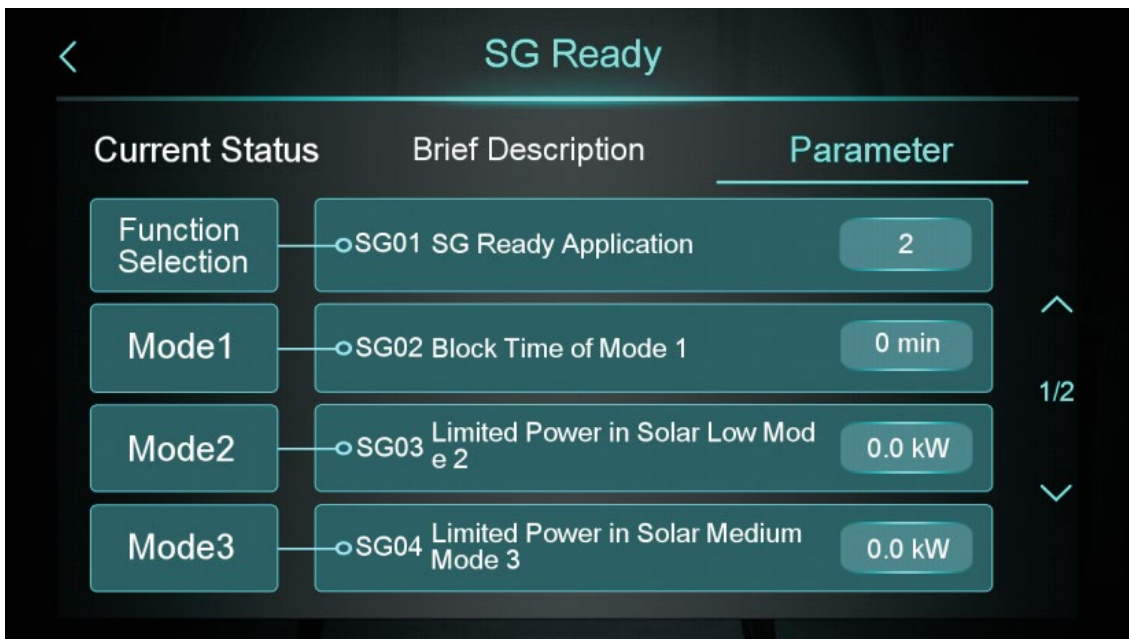 SG Ready
Current Status Brief Description Parameter
Function
Selection
SG01 SG Ready Application 2
Mode1
SG02 Block Time of Mode 1 0 min
1/2
Mode2
SG03 Limited Power in Solar Low Mod
e 2
0.0 kW
Mode3
SG04 Limited Power in Solar Medium
Mode 3
0.0 kW